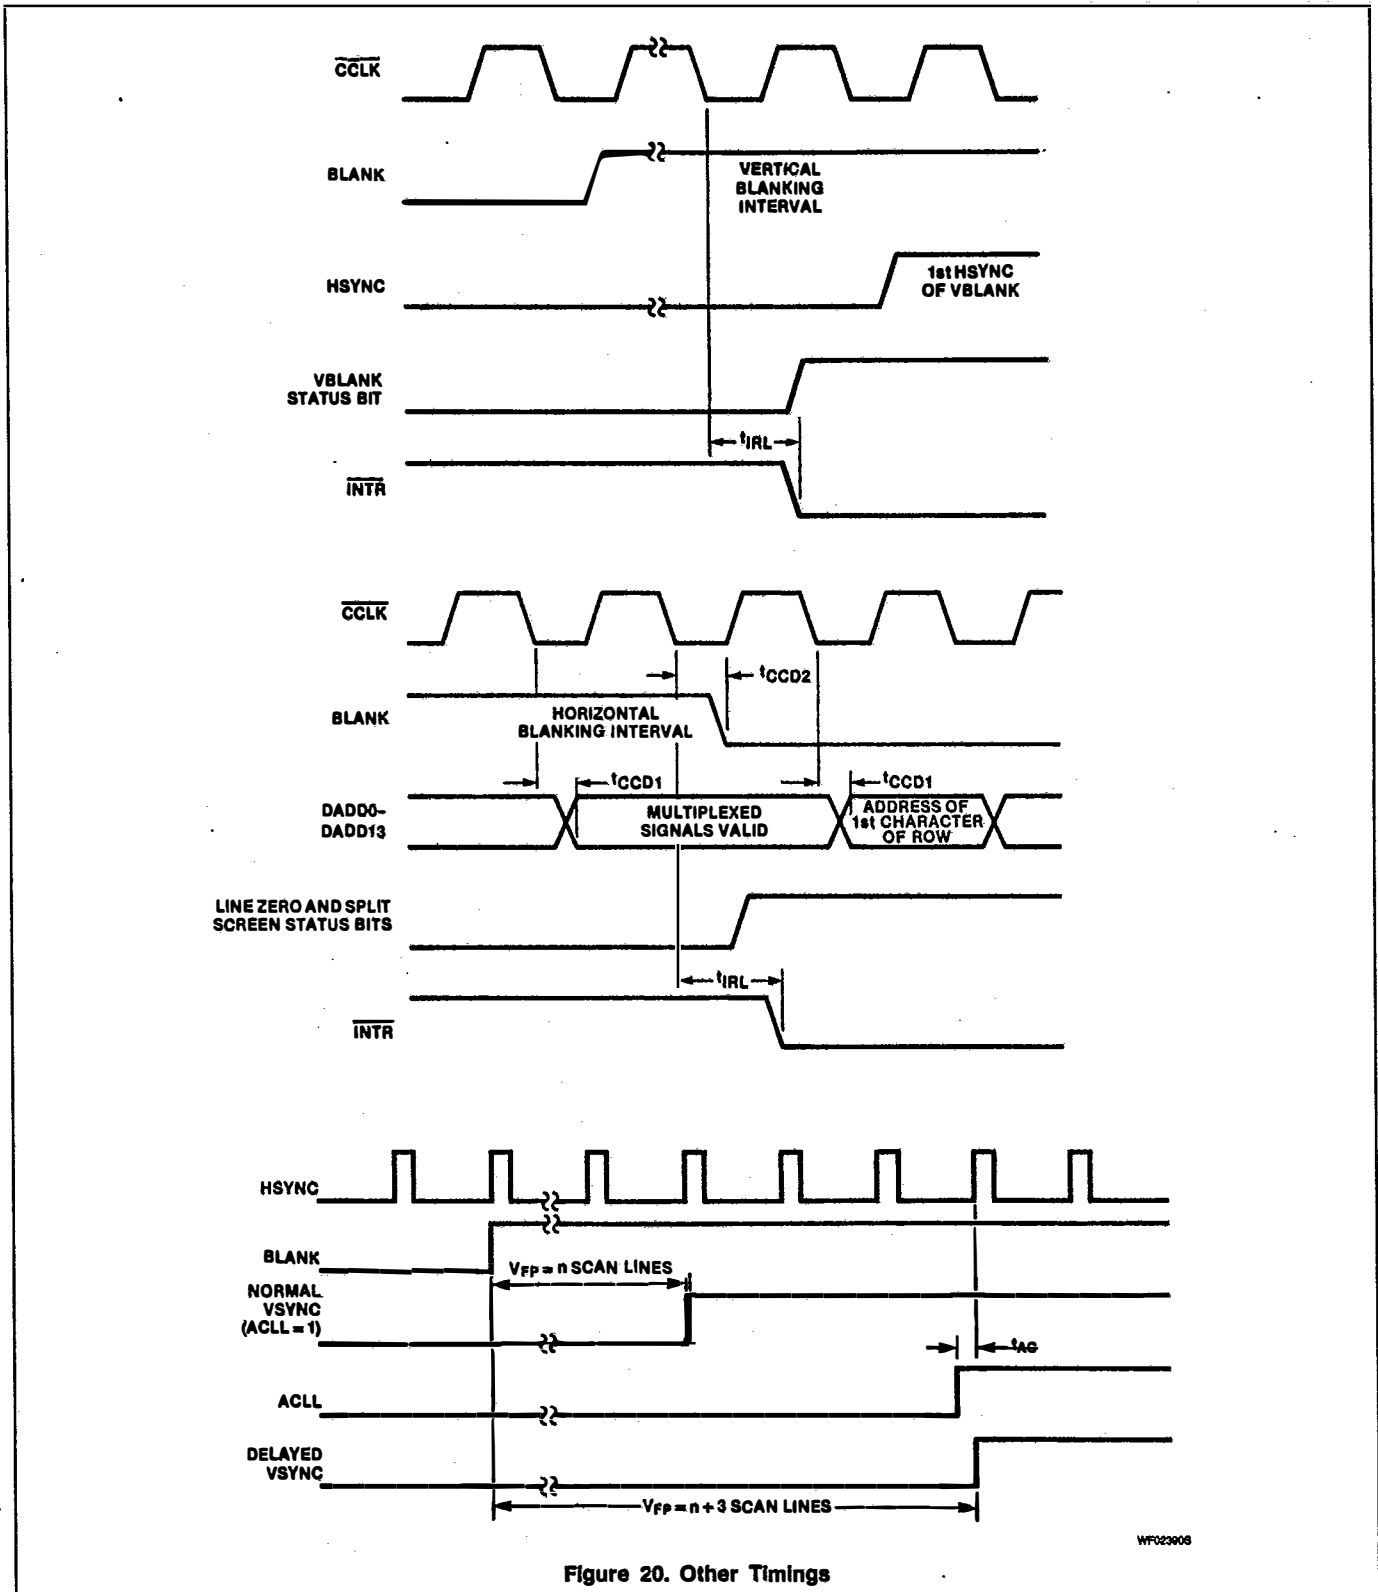 CCLK
BLANK
VERTICAL
BLANKING
INTERVAL
HSYNC
1st HSYNC
OF VBLANK
VBLANK
STATUS BIT
tIRL
INTR
CCLK
tCCD2
BLANK
HORIZONTAL
BLANKING INTERVAL
tCCD1
tCCD1
DADD0-
DADD13
MULTIPLEXED
SIGNALS VALID
ADDRESS OF
1st CHARACTER
OF ROW
LINE ZERO AND SPLIT
SCREEN STATUS BITS
tIRL
INTR
HSYNC
BLANK
VFP = n SCAN LINES
NORMAL
VSYNC
(ACLL = 1)
tAC
ACLL
DELAYED
VSYNC
VFP = n + 3 SCAN LINES
WF02390S
Figure 20. Other Timings